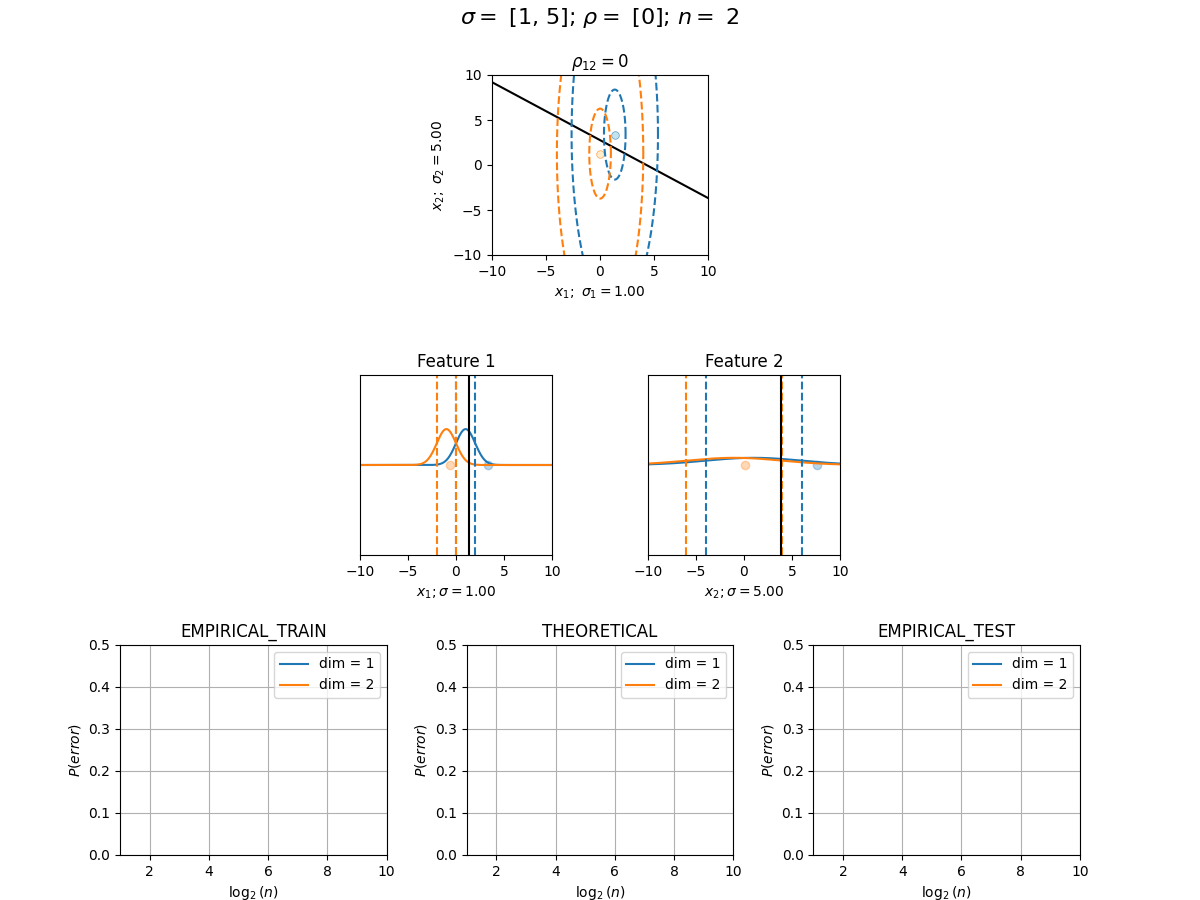 σ = [1, 5]; ρ = [0]; n = 2
ρ₁₂ = 0
10
5
0
−5
−10
x₂; σ₂ = 5.00
−10 −5 0 5 10
x₁; σ₁ = 1.00
Feature 1 Feature 2
−10 −5 0 5 10 −10 −5 0 5 10
x₁; σ = 1.00 x₂; σ = 5.00
EMPIRICAL_TRAIN THEORETICAL EMPIRICAL_TEST
0.5 0.5 0.5
dim = 1 dim = 1 dim = 1
dim = 2 dim = 2 dim = 2
0.4 0.4 0.4
0.3 0.3 0.3
0.2 0.2 0.2
0.1 0.1 0.1
0.0 0.0 0.0
P(error) P(error) P(error)
2 4 6 8 10 2 4 6 8 10 2 4 6 8 10
log₂(n) log₂(n) log₂(n)